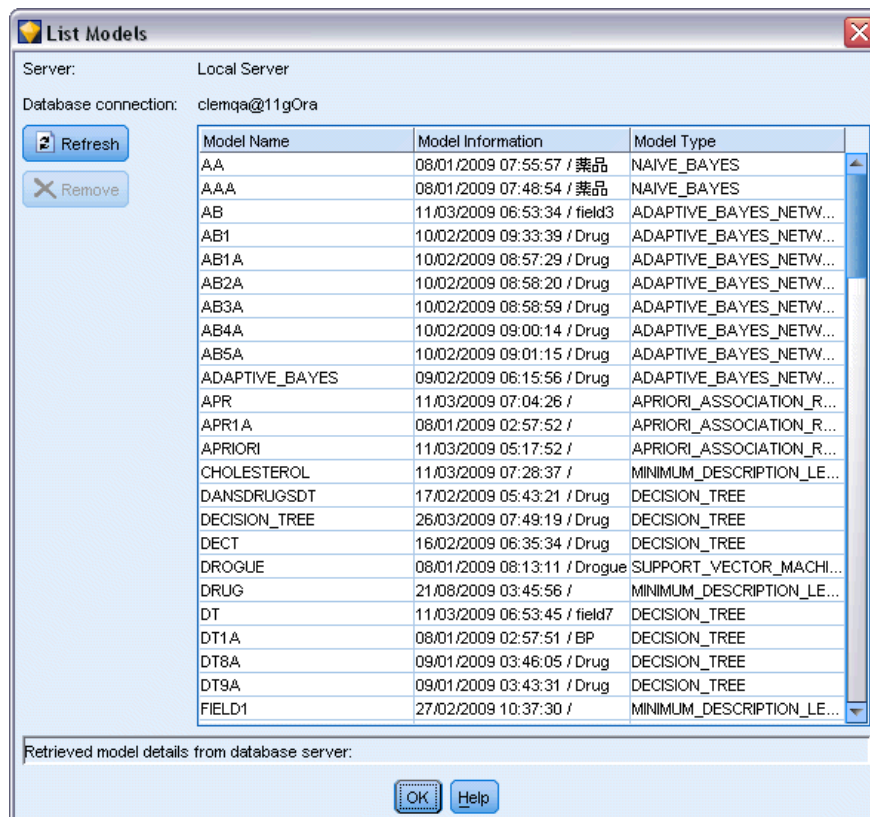 List Models
Server: Local Server
Database connection: clemqa@11gOra
Refresh
Remove
Model Name Model Information Model Type
AA 08/01/2009 07:55:57 / 薬品 NAIVE_BAYES
AAA 08/01/2009 07:48:54 / 薬品 NAIVE_BAYES
AB 11/03/2009 06:53:34 / field3 ADAPTIVE_BAYES_NETW...
AB1 10/02/2009 09:33:39 / Drug ADAPTIVE_BAYES_NETW...
AB1A 10/02/2009 08:57:29 / Drug ADAPTIVE_BAYES_NETW...
AB2A 10/02/2009 08:58:20 / Drug ADAPTIVE_BAYES_NETW...
AB3A 10/02/2009 08:58:59 / Drug ADAPTIVE_BAYES_NETW...
AB4A 10/02/2009 09:00:14 / Drug ADAPTIVE_BAYES_NETW...
AB5A 10/02/2009 09:01:15 / Drug ADAPTIVE_BAYES_NETW...
ADAPTIVE_BAYES 09/02/2009 06:15:56 / Drug ADAPTIVE_BAYES_NETW...
APR 11/03/2009 07:04:26 / APRIORI_ASSOCIATION_R...
APR1A 08/01/2009 02:57:52 / APRIORI_ASSOCIATION_R...
APRIORI 11/03/2009 05:17:52 / APRIORI_ASSOCIATION_R...
CHOLESTEROL 11/03/2009 07:28:37 / MINIMUM_DESCRIPTION_LE...
DANSDRUGSDT 17/02/2009 05:43:21 / Drug DECISION_TREE
DECISION_TREE 26/03/2009 07:49:19 / Drug DECISION_TREE
DECT 16/02/2009 06:35:34 / Drug DECISION_TREE
DROGUE 08/01/2009 08:13:11 / Drogue SUPPORT_VECTOR_MACHI...
DRUG 21/08/2009 03:45:56 / MINIMUM_DESCRIPTION_LE...
DT 11/03/2009 06:53:45 / field7 DECISION_TREE
DT1A 08/01/2009 02:57:51 / BP DECISION_TREE
DT8A 09/01/2009 03:46:05 / Drug DECISION_TREE
DT9A 09/01/2009 03:43:31 / Drug DECISION_TREE
FIELD1 27/02/2009 10:37:30 / MINIMUM_DESCRIPTION_LE...
Retrieved model details from database server:
OK Help